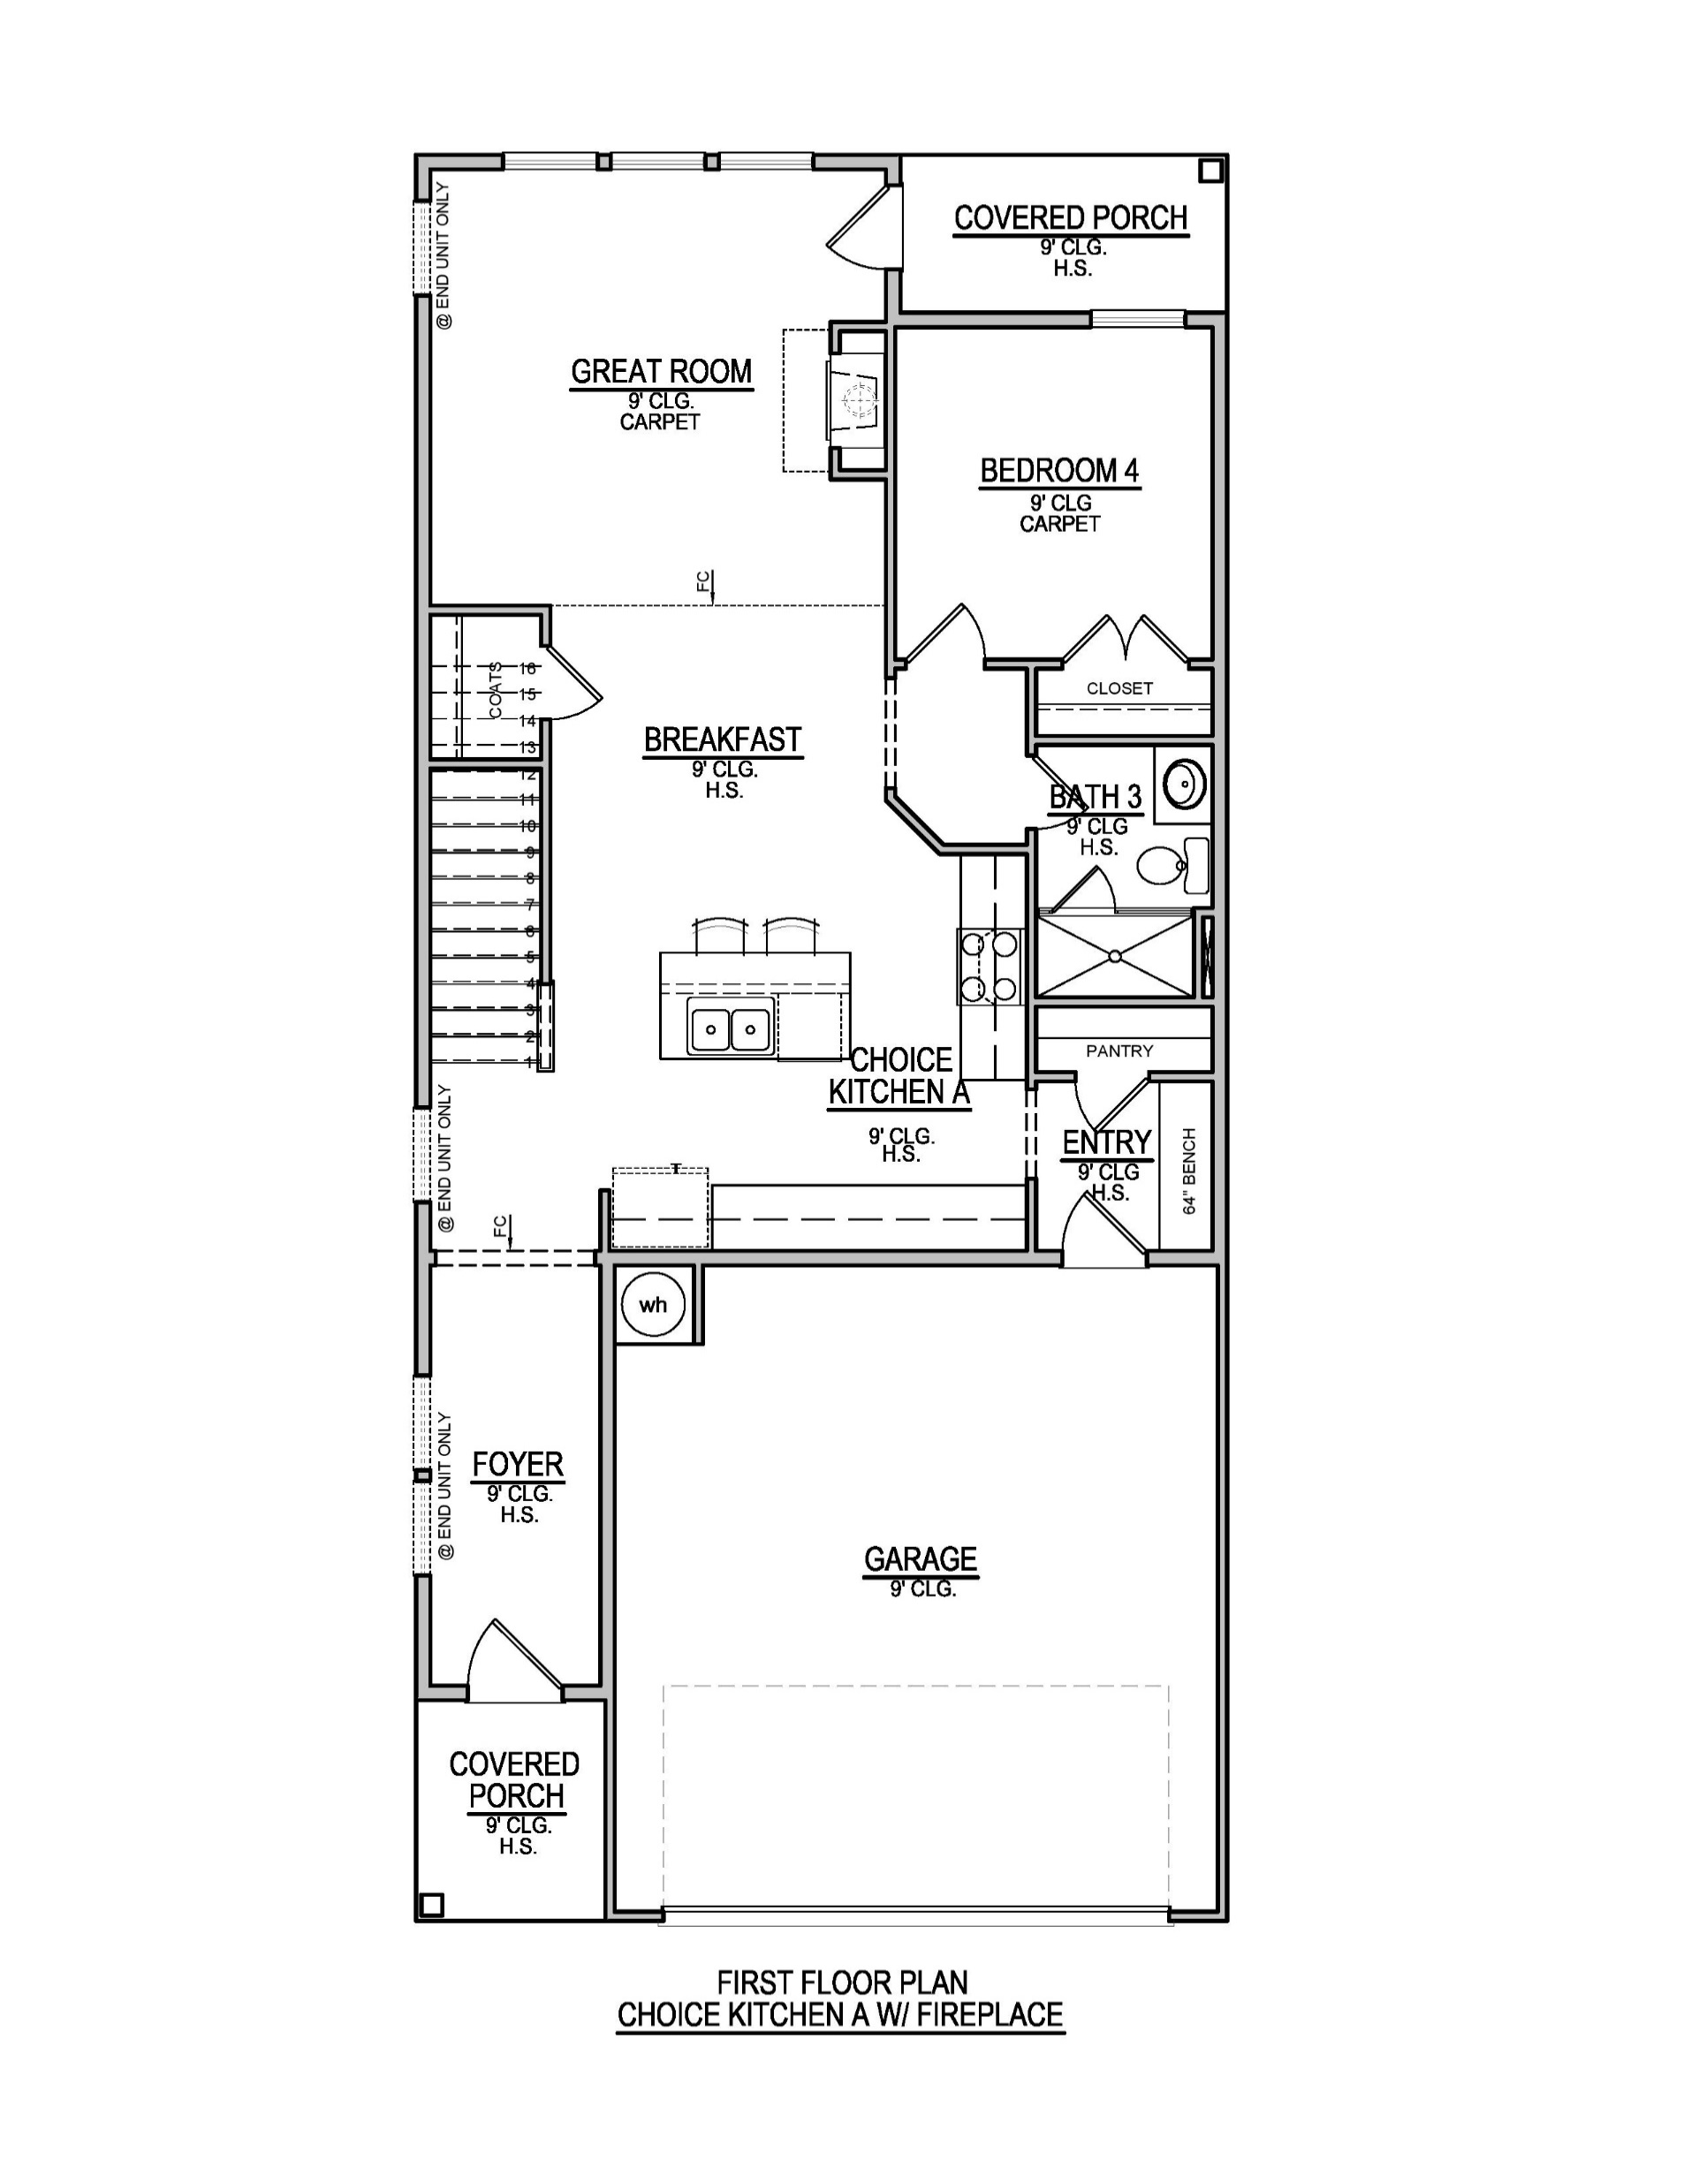 @ END UNIT ONLY
COVERED PORCH
9' CLG.
H.S.
GREAT ROOM
9' CLG.
CARPET
BEDROOM 4
9' CLG
CARPET
FC
COATS
16
15
14
13
12
11
10
9
8
7
6
5
4
3
2
1
CLOSET
BREAKFAST
9' CLG.
H.S.
BATH 3
9' CLG
H.S.
CHOICE
KITCHEN A
9' CLG.
H.S.
PANTRY
ENTRY
9' CLG
H.S.
64" BENCH
@ END UNIT ONLY
FC
T
wh
@ END UNIT ONLY
FOYER
9' CLG.
H.S.
GARAGE
9' CLG.
COVERED
PORCH
9' CLG.
H.S.
FIRST FLOOR PLAN
CHOICE KITCHEN A W/ FIREPLACE